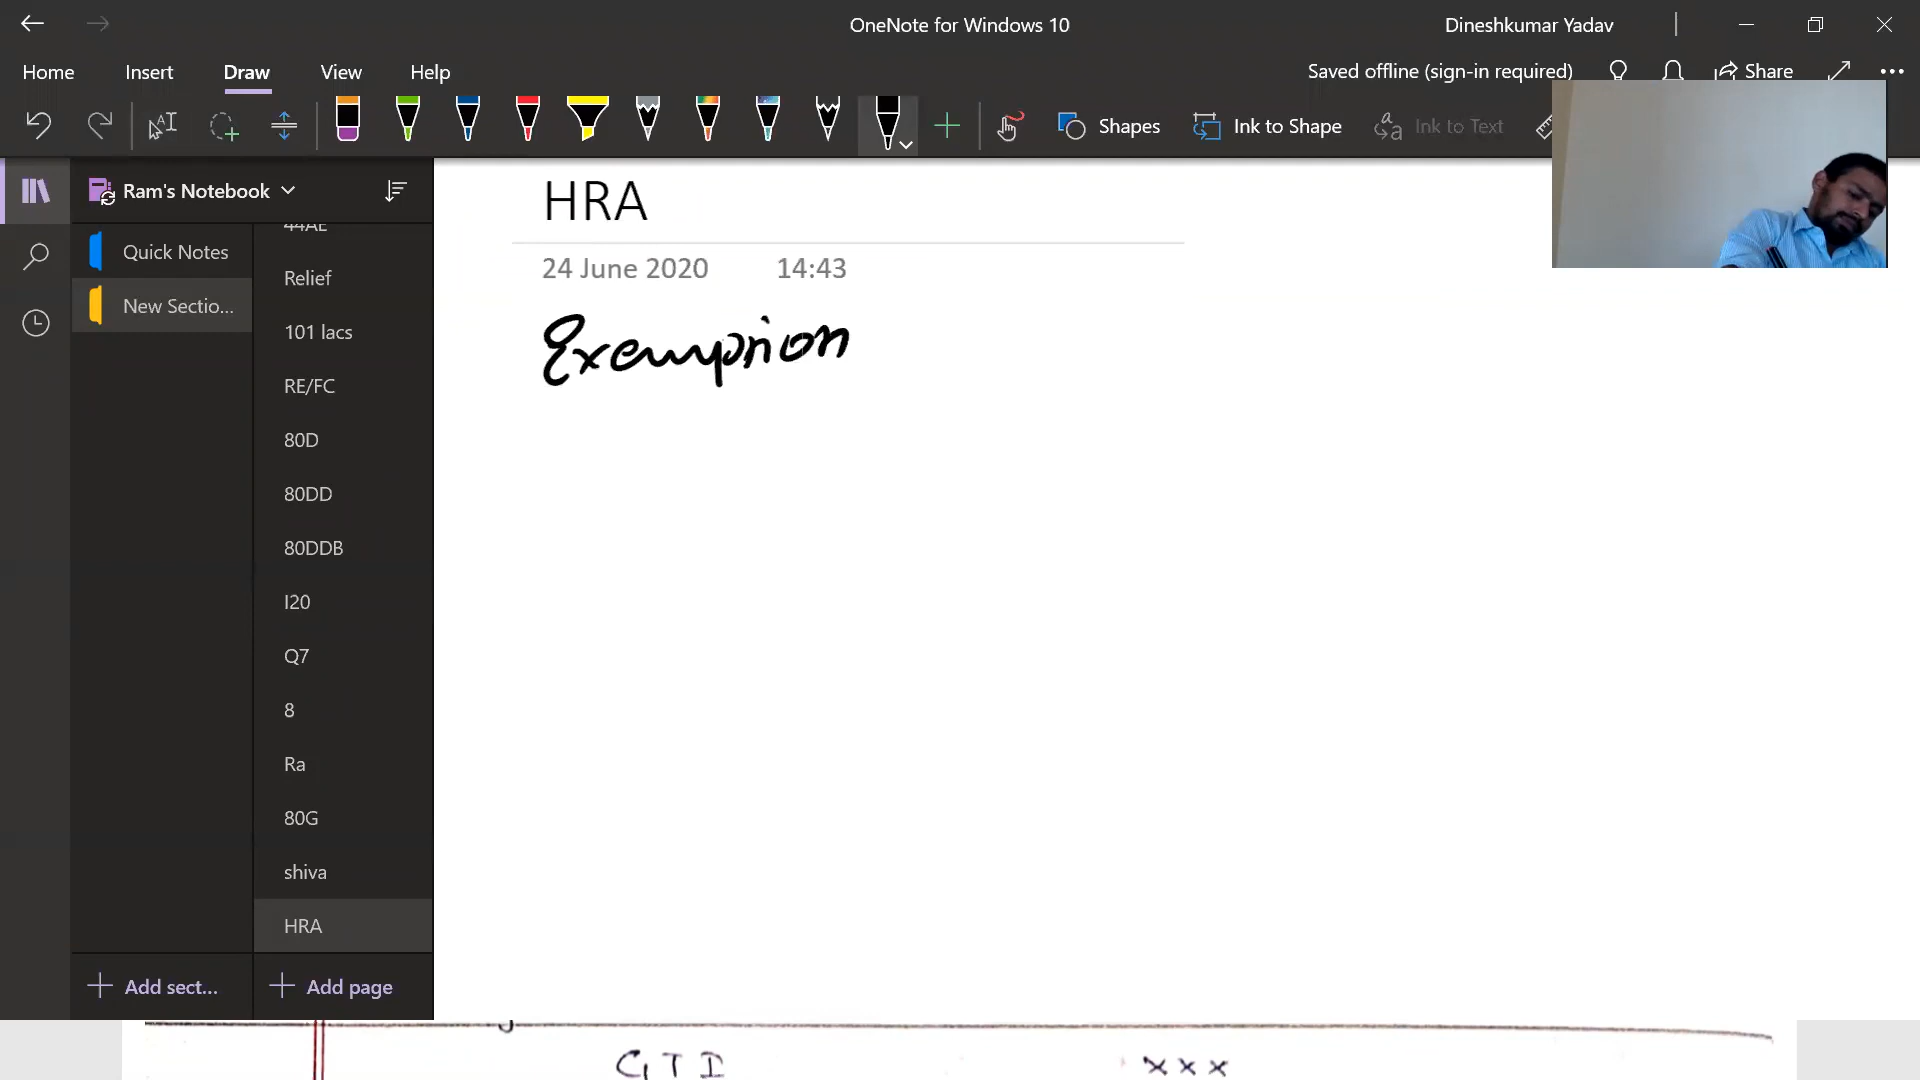 OneNote for Windows 10
Dineshkumar Yadav
Home Insert Draw View Help
Saved offline (sign-in required) Share
Shapes Ink to Shape Ink to Text
Ram's Notebook
Quick Notes
New Sectio...
44AE
Relief
101 lacs
RE/FC
80D
80DD
80DDB
I20
Q7
8
Ra
80G
shiva
HRA
Add sect...
Add page
HRA
24 June 2020 14:43
Exemption
GTI xxx